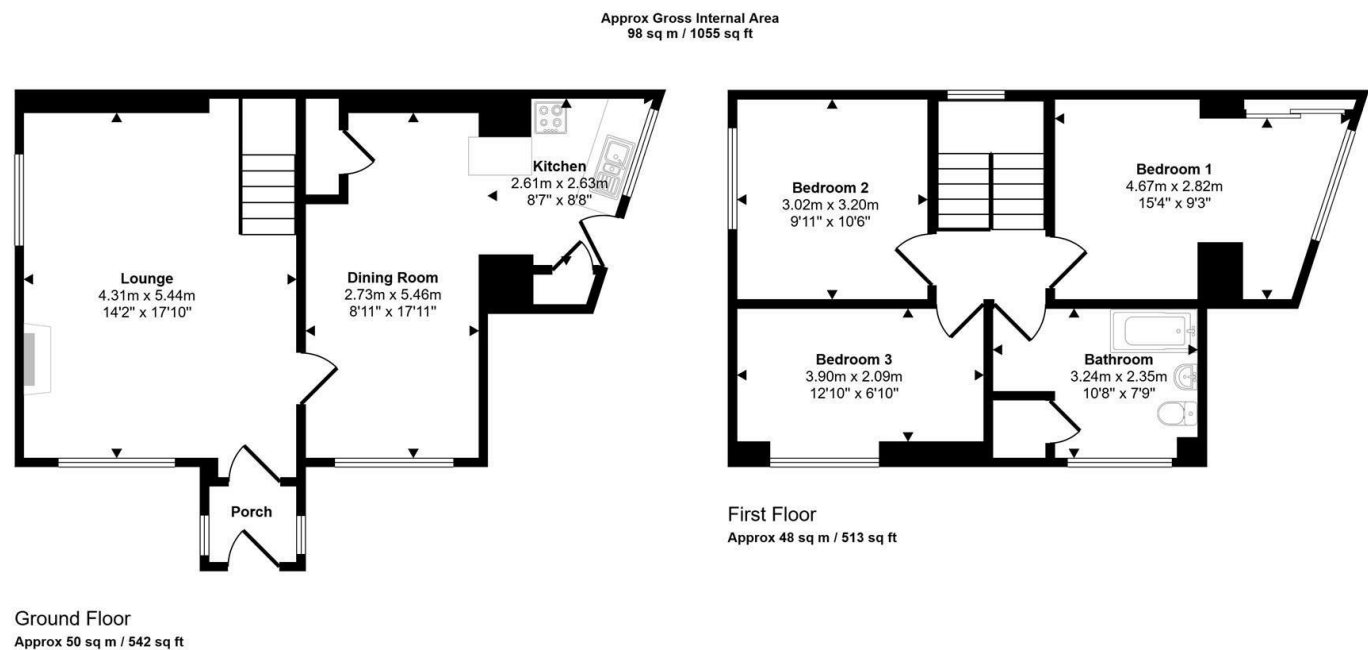 Approx Gross Internal Area
98 sq m / 1055 sq ft
Lounge
4.31m x 5.44m
14'2" x 17'10"
Dining Room
2.73m x 5.46m
8'11" x 17'11"
Kitchen
2.61m x 2.63m
8'7" x 8'8"
Porch
Ground Floor
Approx 50 sq m / 542 sq ft
Bedroom 2
3.02m x 3.20m
9'11" x 10'6"
Bedroom 1
4.67m x 2.82m
15'4" x 9'3"
Bedroom 3
3.90m x 2.09m
12'10" x 6'10"
Bathroom
3.24m x 2.35m
10'8" x 7'9"
First Floor
Approx 48 sq m / 513 sq ft